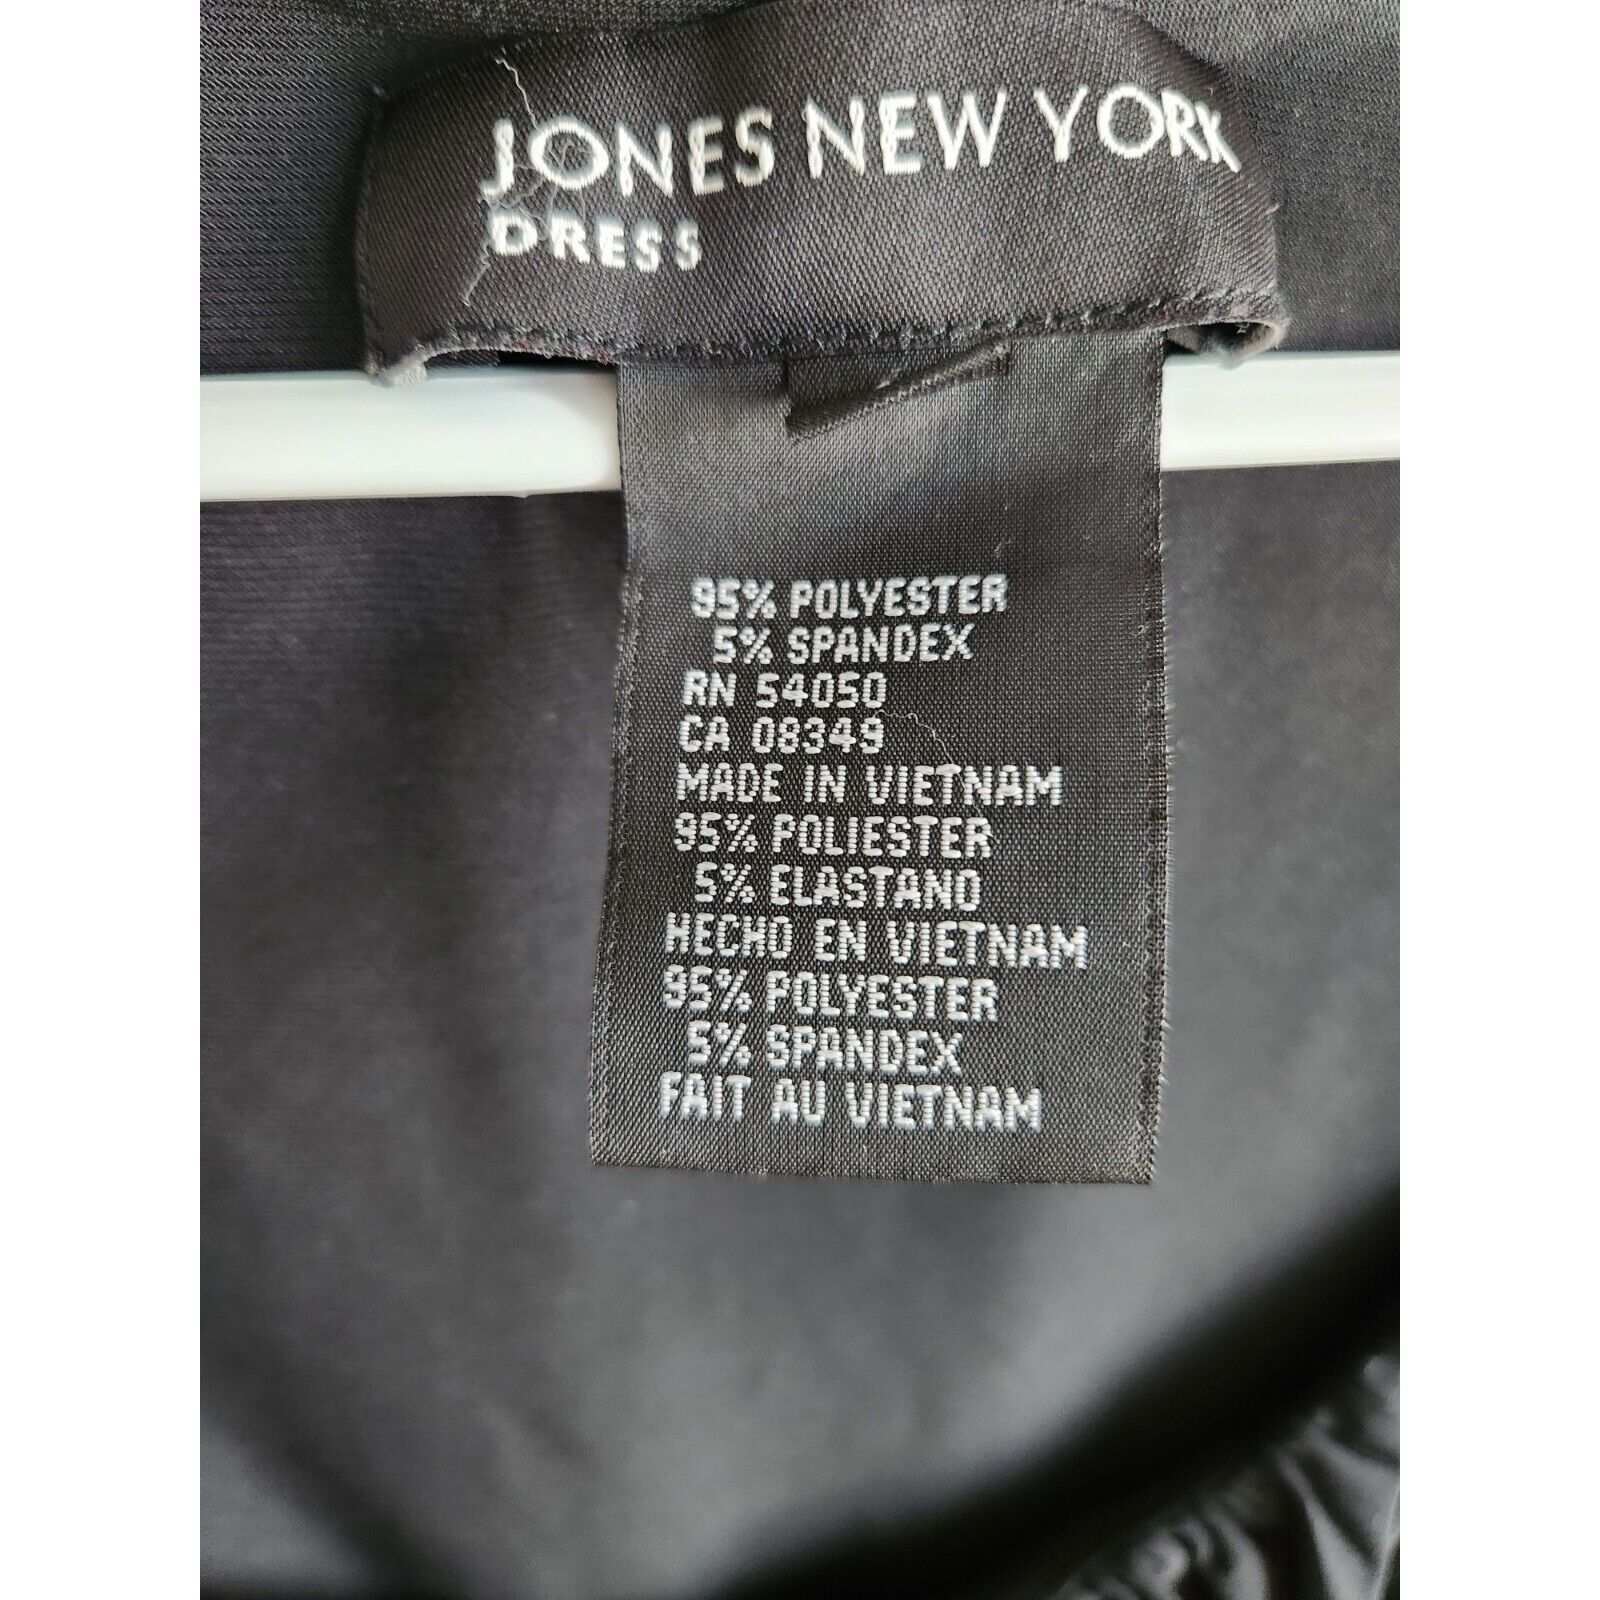 JONES NEW YORK
DRESS
95% POLYESTER
5% SPANDEX
RN 54050
CA 08349
MADE IN VIETNAM
95% POLIESTER
5% ELASTANO
HECHO EN VIETNAM
95% POLYESTER
5% SPANDEX
FAIT AU VIETNAM